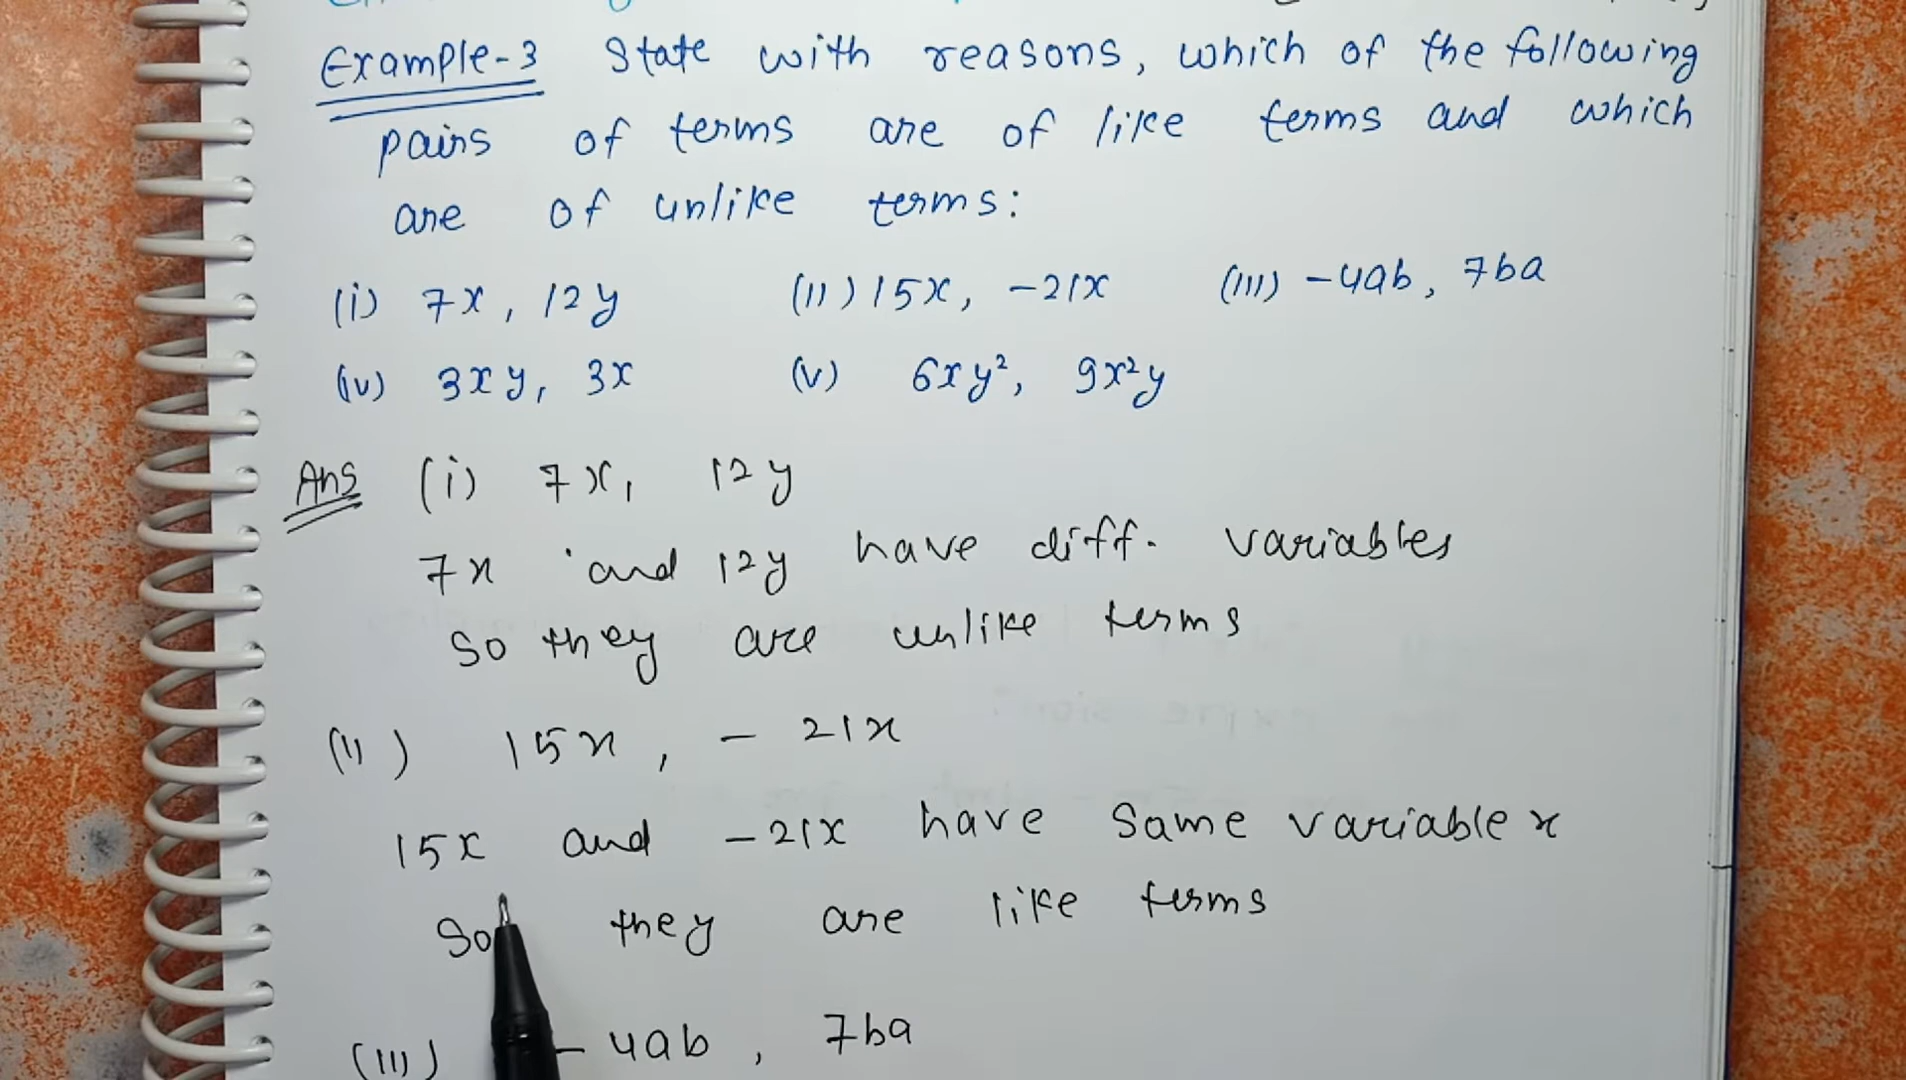 Example-3 State with reasons, which of the following
pairs of terms are of like terms and which
are of unlike terms:
(i) 7x, 12y (ii) 15x, -21x (iii) -4ab, 7ba
(iv) 3xy, 3x (v) 6xy², 9x²y
Ans (i) 7x, 12y
7x and 12y have diff. variables
So they are unlike terms
(ii) 15x, - 21x
15x and -21x have same variable x
So they are like terms
(iii) - 4ab, 7ba